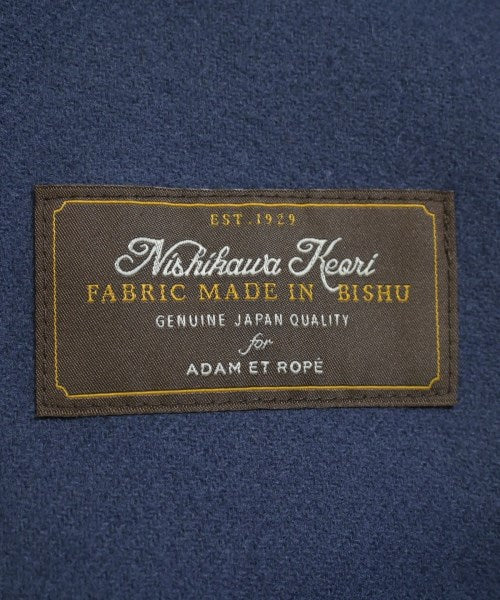 EST.1929
Nishikawa Keori
FABRIC MADE IN BISHU
GENUINE JAPAN QUALITY
for
ADAM ET ROPÉ